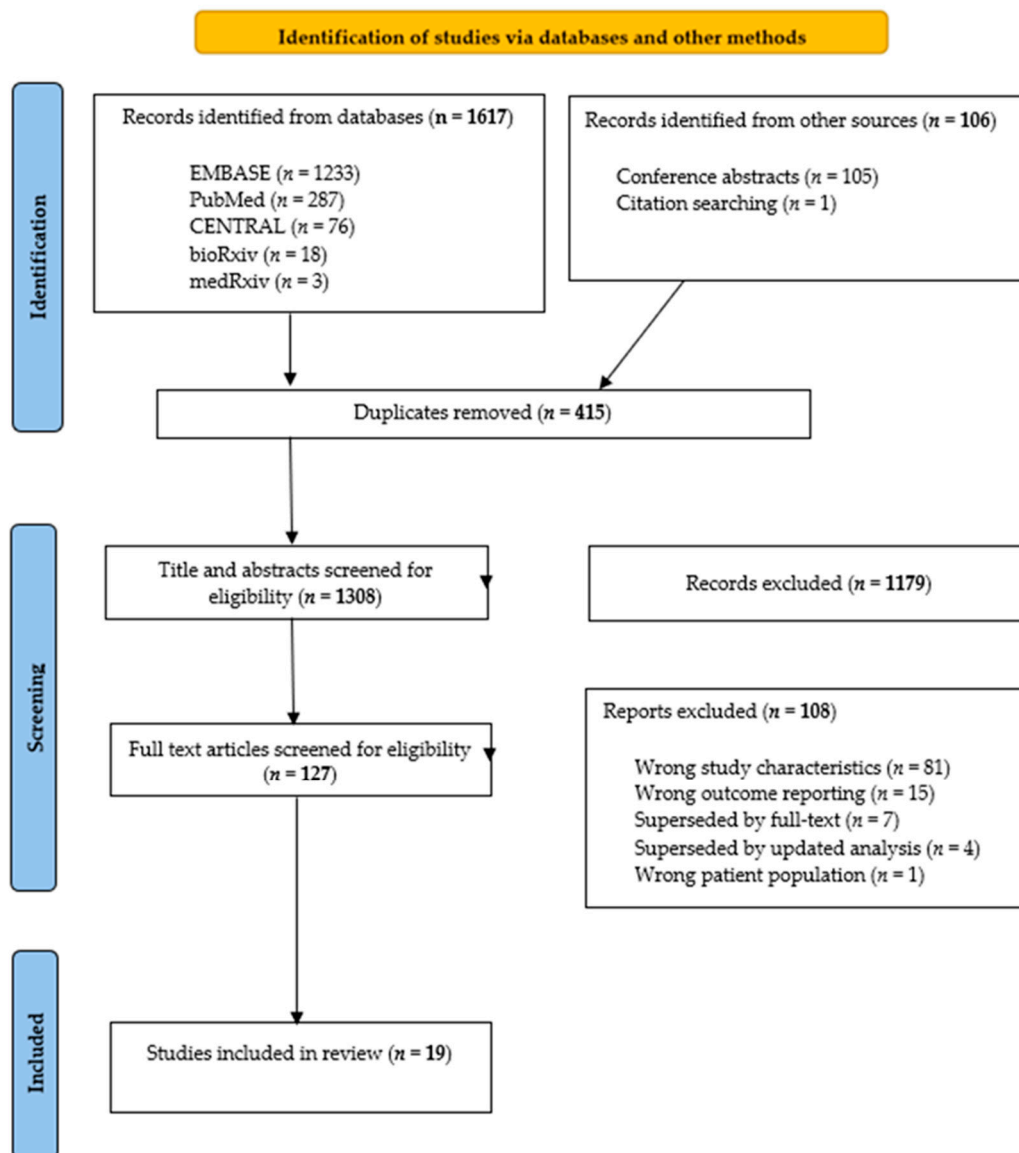 Identification of studies via databases and other methods
Identification
Records identified from databases (n = 1617)
EMBASE (n = 1233)
PubMed (n = 287)
CENTRAL (n = 76)
bioRxiv (n = 18)
medRxiv (n = 3)
Records identified from other sources (n = 106)
Conference abstracts (n = 105)
Citation searching (n = 1)
Duplicates removed (n = 415)
Screening
Title and abstracts screened for
eligibility (n = 1308)
Records excluded (n = 1179)
Full text articles screened for eligibility
(n = 127)
Reports excluded (n = 108)
Wrong study characteristics (n = 81)
Wrong outcome reporting (n = 15)
Superseded by full-text (n = 7)
Superseded by updated analysis (n = 4)
Wrong patient population (n = 1)
Included
Studies included in review (n = 19)